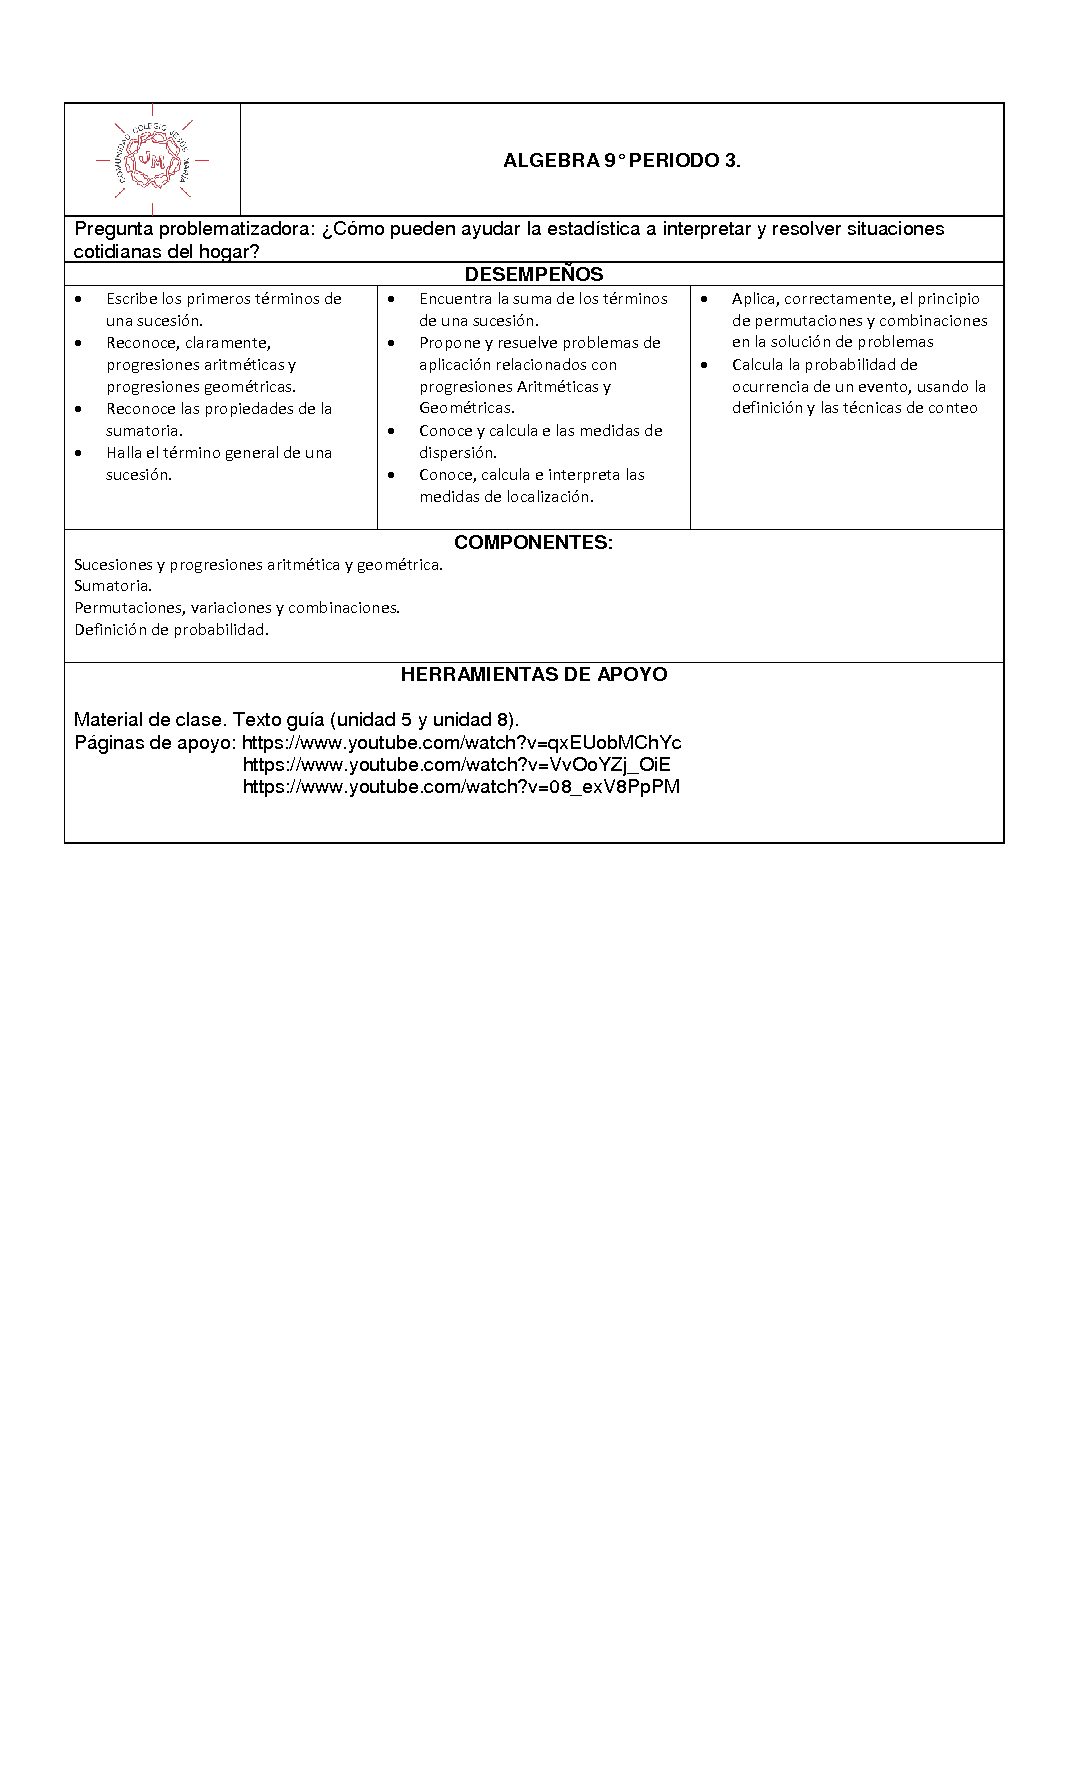 COMUNIDAD COLEGIO JESÚS MARÍA
JM
ALGEBRA 9° PERIODO 3.
Pregunta problematizadora: ¿Cómo pueden ayudar la estadística a interpretar y resolver situaciones
cotidianas del hogar?
DESEMPEÑOS
• Escribe los primeros términos de
una sucesión.
• Reconoce, claramente,
progresiones aritméticas y
progresiones geométricas.
• Reconoce las propiedades de la
sumatoria.
• Halla el término general de una
sucesión.
• Encuentra la suma de los términos
de una sucesión.
• Propone y resuelve problemas de
aplicación relacionados con
progresiones Aritméticas y
Geométricas.
• Conoce y calcula e las medidas de
dispersión.
• Conoce, calcula e interpreta las
medidas de localización.
• Aplica, correctamente, el principio
de permutaciones y combinaciones
en la solución de problemas
• Calcula la probabilidad de
ocurrencia de un evento, usando la
definición y las técnicas de conteo
COMPONENTES:
Sucesiones y progresiones aritmética y geométrica.
Sumatoria.
Permutaciones, variaciones y combinaciones.
Definición de probabilidad.
HERRAMIENTAS DE APOYO
Material de clase. Texto guía (unidad 5 y unidad 8).
Páginas de apoyo: https://www.youtube.com/watch?v=qxEUobMChYc
https://www.youtube.com/watch?v=VvOoYZj_OiE
https://www.youtube.com/watch?v=08_exV8PpPM